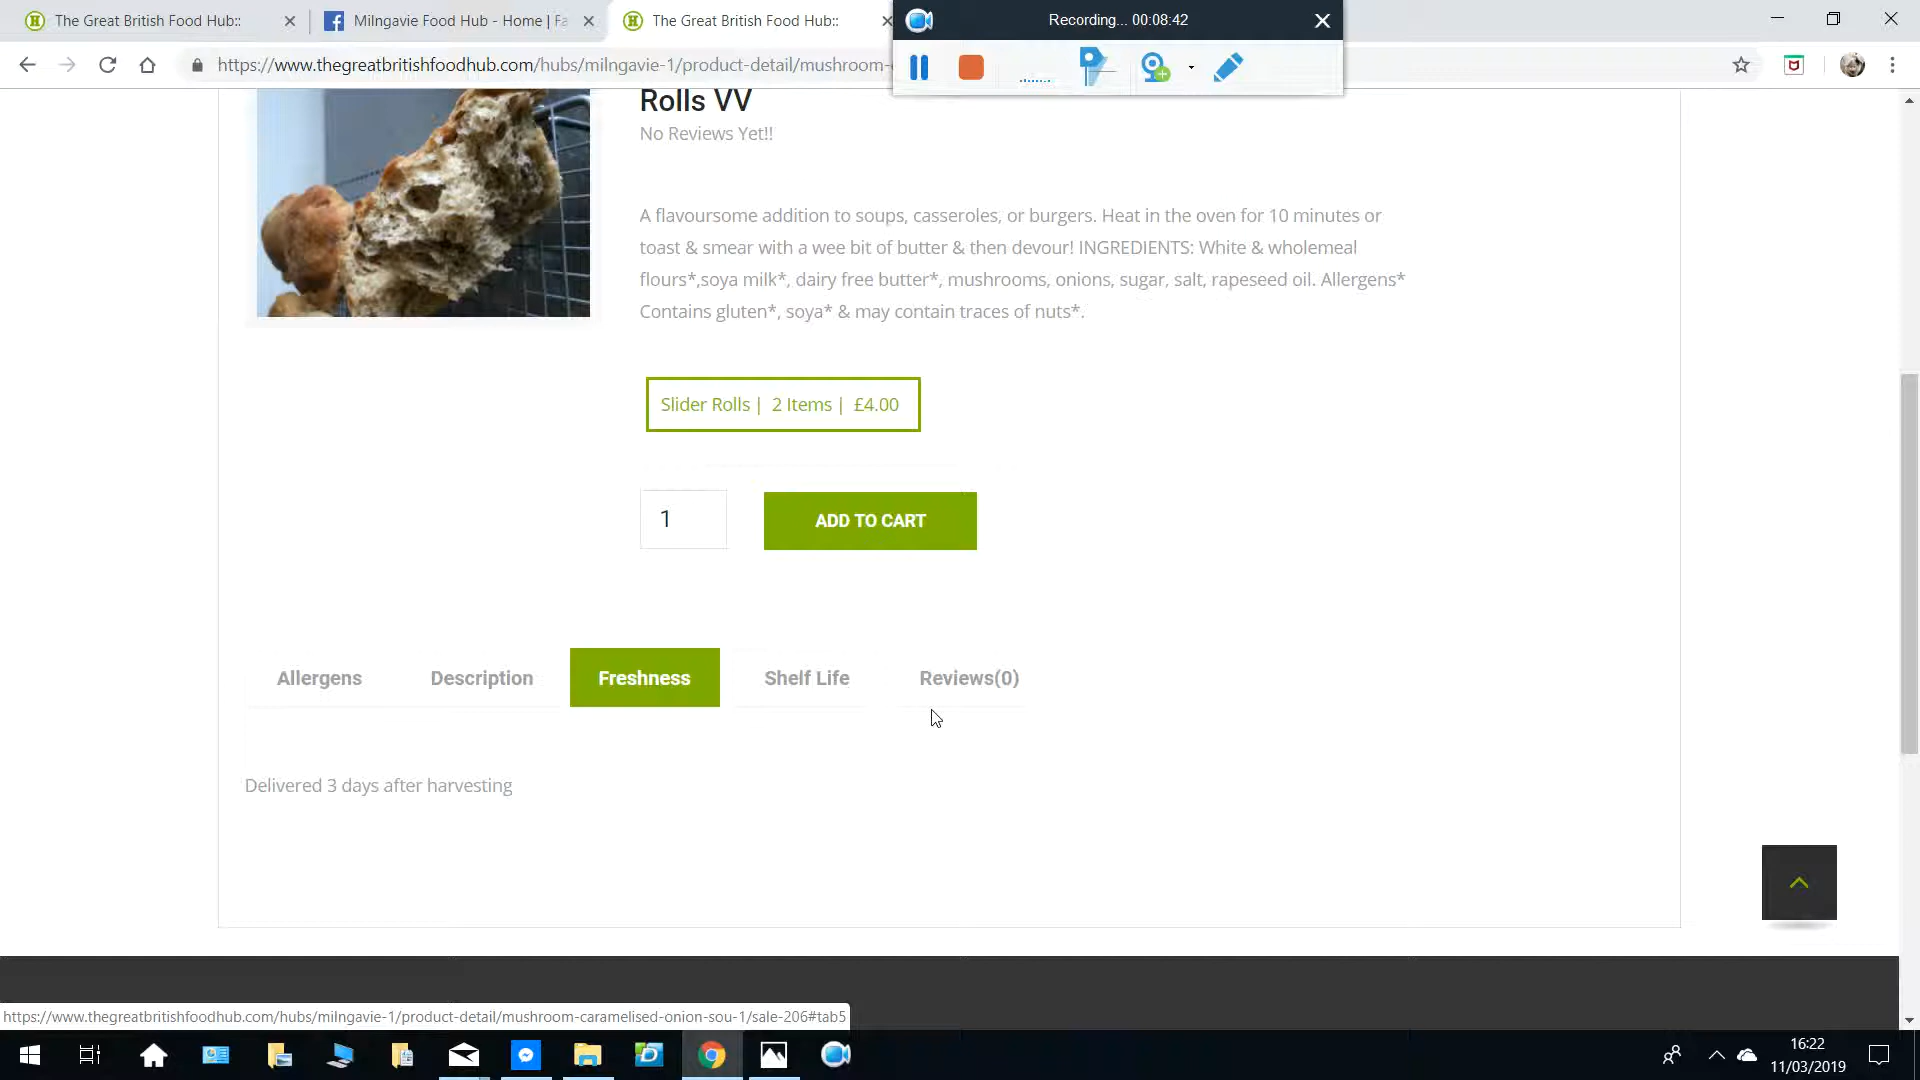 The Great British Food Hub::
Milngavie Food Hub - Home | Fa
The Great British Food Hub::
Recording... 00:08:42
https://www.thegreatbritishfoodhub.com/hubs/milngavie-1/product-detail/mushroom-
Rolls VV
No Reviews Yet!!
A flavoursome addition to soups, casseroles, or burgers. Heat in the oven for 10 minutes or
toast & smear with a wee bit of butter & then devour! INGREDIENTS: White & wholemeal
flours*,soya milk*, dairy free butter*, mushrooms, onions, sugar, salt, rapeseed oil. Allergens*
Contains gluten*, soya* & may contain traces of nuts*.
Slider Rolls | 2 Items | £4.00
1
ADD TO CART
Allergens
Description
Freshness
Shelf Life
Reviews(0)
Delivered 3 days after harvesting
https://www.thegreatbritishfoodhub.com/hubs/milngavie-1/product-detail/mushroom-caramelised-onion-sou-1/sale-206#tab5
16:22
11/03/2019